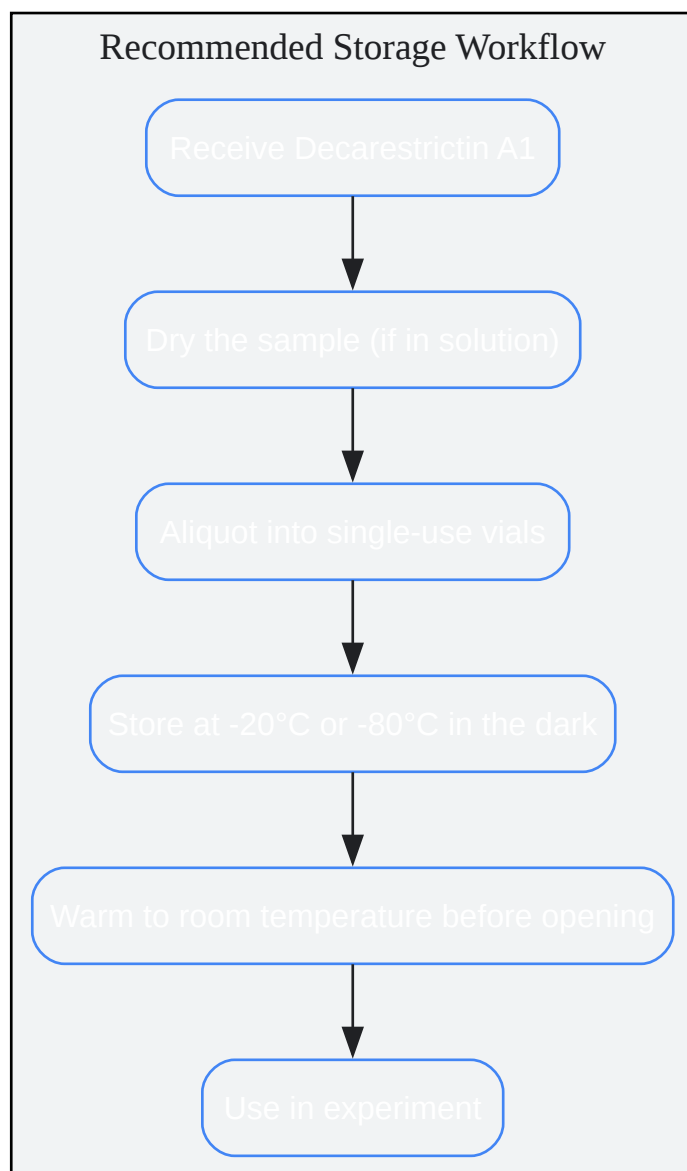 Recommended Storage Workflow
Receive Decarestrictin A1
Dry the sample (if in solution)
Aliquot into single-use vials
Store at -20°C or -80°C in the dark
Warm to room temperature before opening
Use in experiment